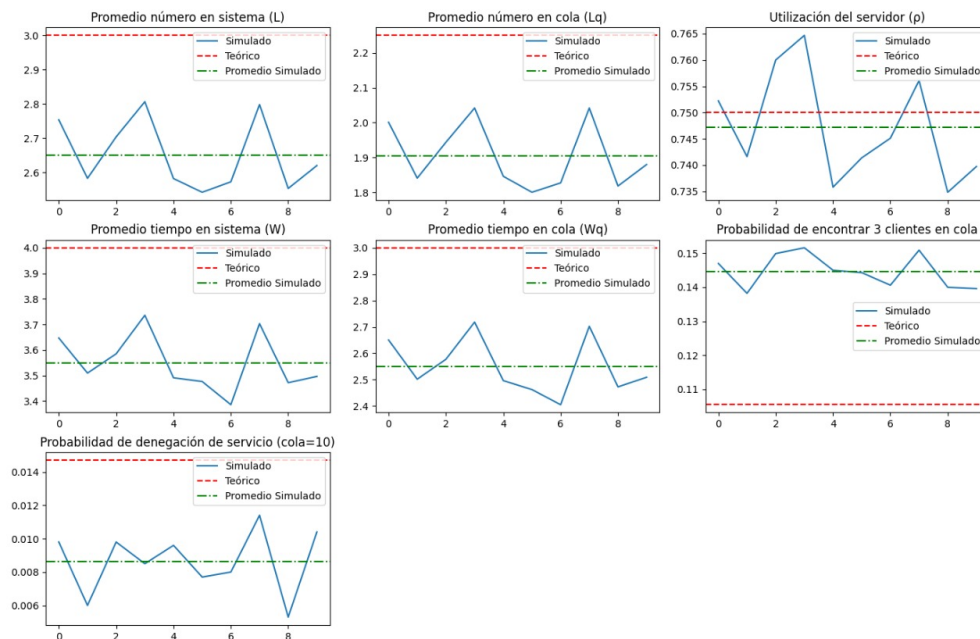 Promedio número en sistema (L)
3.0
2.9
2.8
2.7
2.6
0 2 4 6 8
Simulado
Teórico
Promedio Simulado
Promedio número en cola (Lq)
2.2
2.1
2.0
1.9
1.8
0 2 4 6 8
Simulado
Teórico
Promedio Simulado
Utilización del servidor (ρ)
0.765
0.760
0.755
0.750
0.745
0.740
0.735
0 2 4 6 8
Simulado
Teórico
Promedio Simulado
Promedio tiempo en sistema (W)
4.0
3.9
3.8
3.7
3.6
3.5
3.4
0 2 4 6 8
Simulado
Teórico
Promedio Simulado
Promedio tiempo en cola (Wq)
3.0
2.9
2.8
2.7
2.6
2.5
2.4
0 2 4 6 8
Simulado
Teórico
Promedio Simulado
Probabilidad de encontrar 3 clientes en cola
0.15
0.14
0.13
0.12
0.11
0 2 4 6 8
Simulado
Teórico
Promedio Simulado
Probabilidad de denegación de servicio (cola=10)
0.014
0.012
0.010
0.008
0.006
0 2 4 6 8
Simulado
Teórico
Promedio Simulado